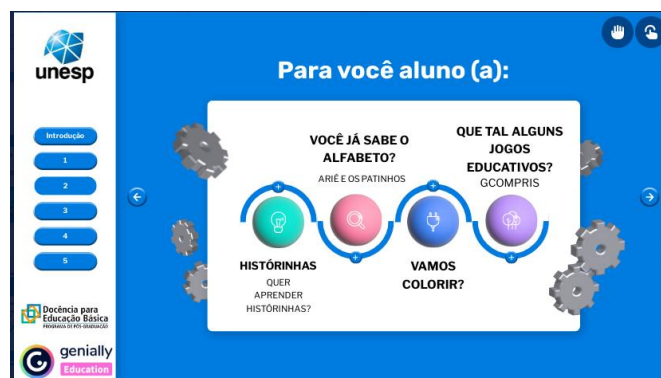 unesp
Introdução
1
2
3
4
5
Docência para
Educação Básica
PROGRAMA DE PÓS-GRADUAÇÃO
genially
Education
Para você aluno (a):
HISTÓRINHAS
QUER
APRENDER
HISTÓRINHAS?
VOCÊ JÁ SABE O
ALFABETO?
ARIÊ E OS PATINHOS
VAMOS
COLORIR?
QUE TAL ALGUNS
JOGOS
EDUCATIVOS?
GCOMPRIS